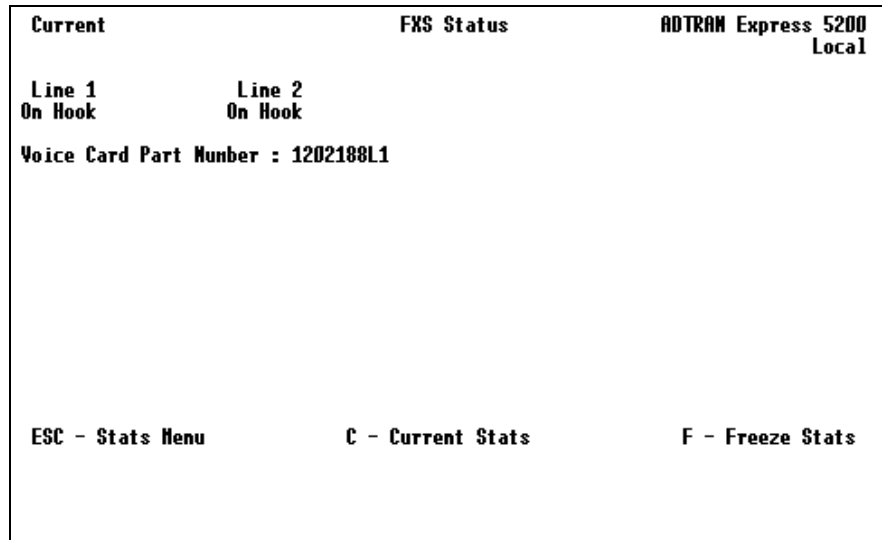 Current FXS Status ADTRAN Express 5200
Local
Line 1 Line 2
On Hook On Hook
Voice Card Part Number : 1202188L1
ESC - Stats Menu C - Current Stats F - Freeze Stats